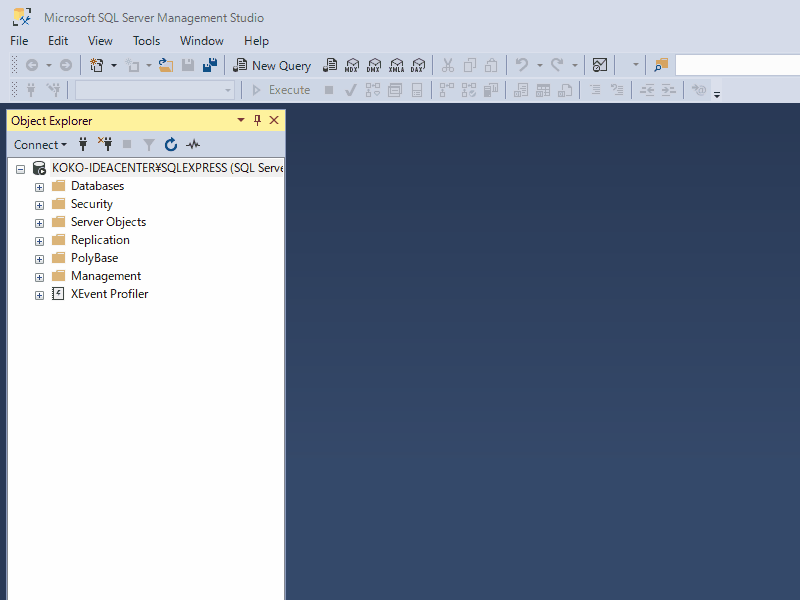 Microsoft SQL Server Management Studio
File Edit View Tools Window Help
New Query MDX DMX XMLA DAX
Execute
Object Explorer
Connect
KOKO-IDEACENTER¥SQLEXPRESS (SQL Serve
Databases
Security
Server Objects
Replication
PolyBase
Management
XEvent Profiler